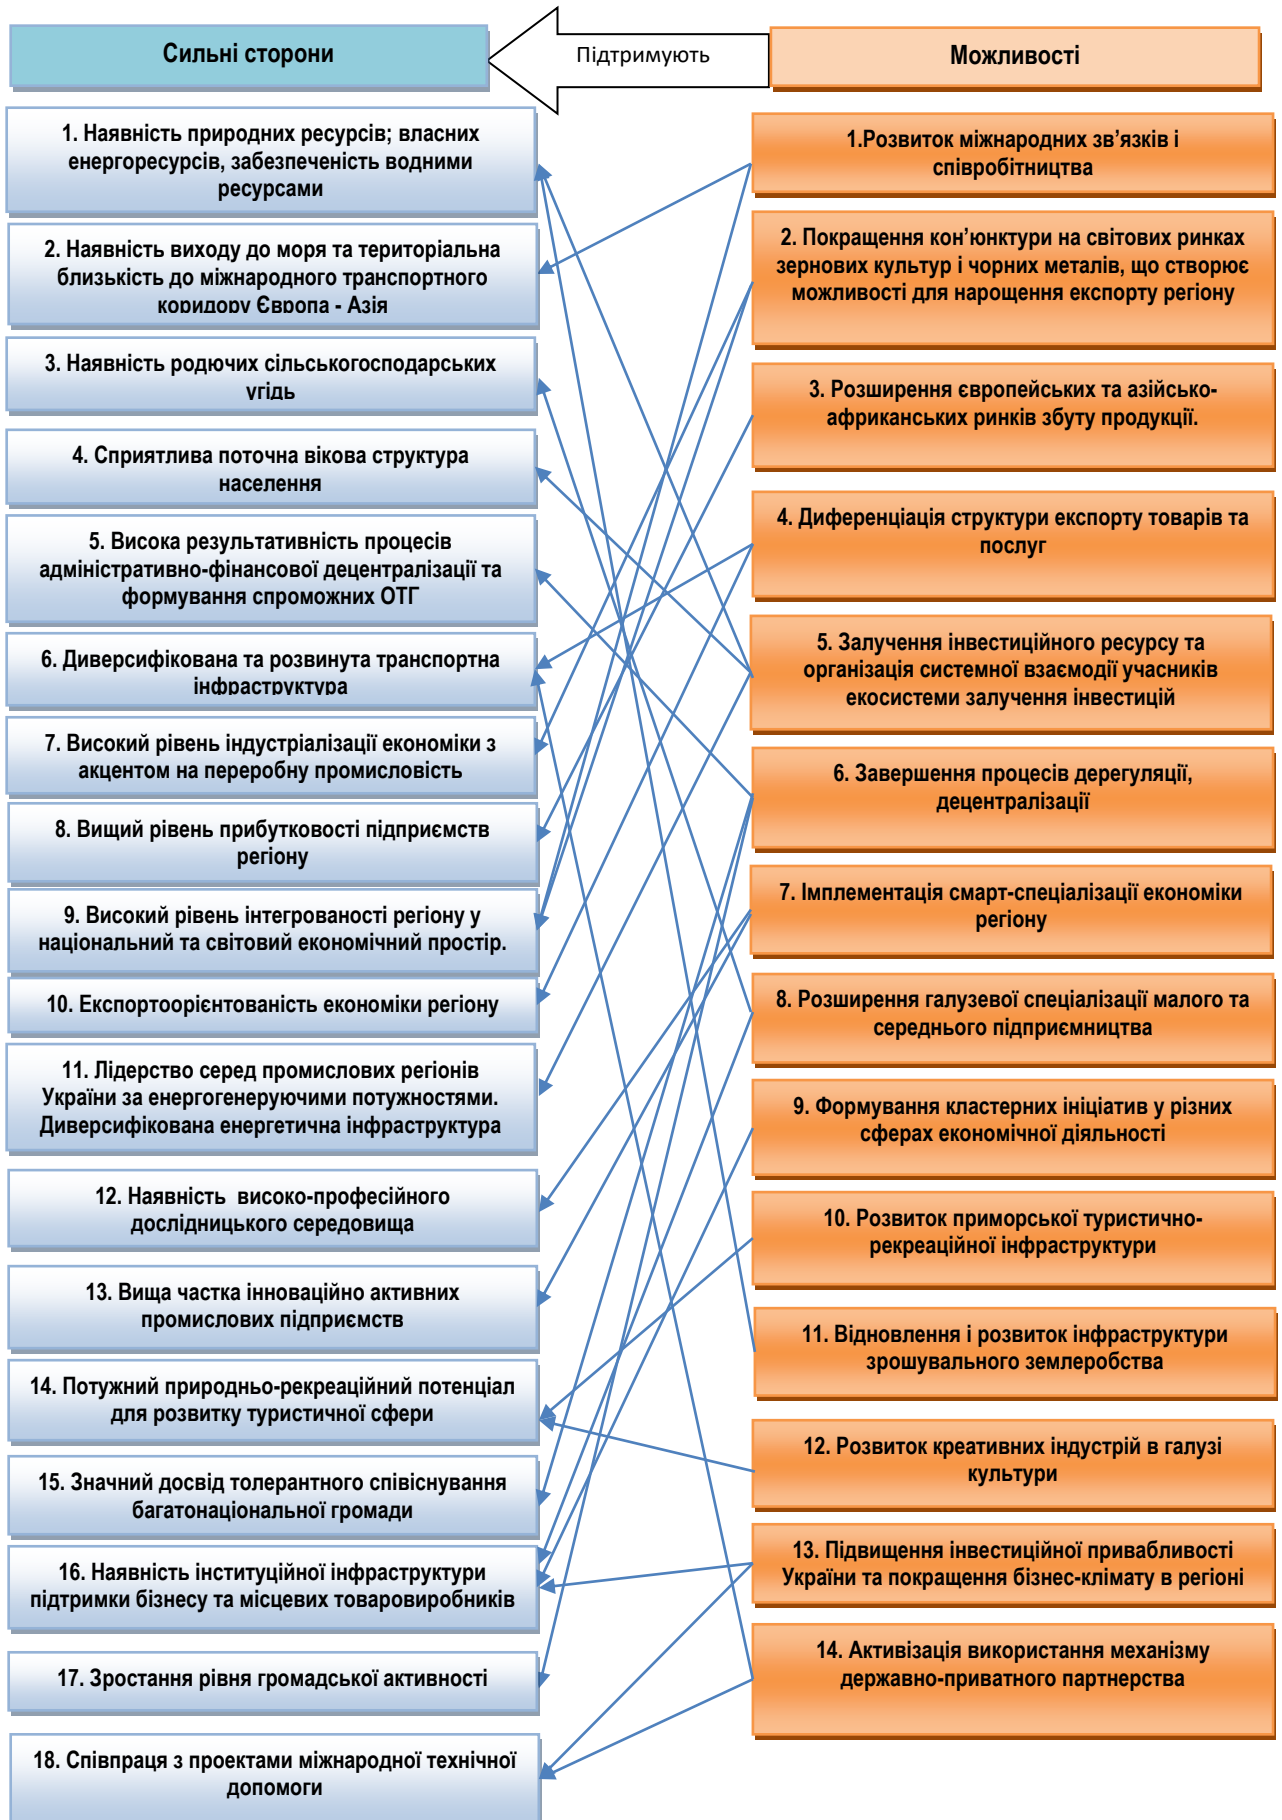 Сильні сторони
Підтримують
Можливості
1. Наявність природних ресурсів; власних
енергоресурсів, забезпеченість водними
ресурсами
2. Наявність виходу до моря та територіальна
близькість до міжнародного транспортного
коридору Європа - Азія
3. Наявність родючих сільськогосподарських
угідь
4. Сприятлива поточна вікова структура
населення
5. Висока результативність процесів
адміністративно-фінансової децентралізації та
формування спроможних ОТГ
6. Диверсифікована та розвинута транспортна
інфраструктура
7. Високий рівень індустріалізації економіки з
акцентом на переробну промисловість
8. Вищий рівень прибутковості підприємств
регіону
9. Високий рівень інтегрованості регіону у
національний та світовий економічний простір.
10. Експортоорієнтованість економіки регіону
11. Лідерство серед промислових регіонів
України за енергогенеруючими потужностями.
Диверсифікована енергетична інфраструктура
12. Наявність високо-професійного
дослідницького середовища
13. Вища частка інноваційно активних
промислових підприємств
14. Потужний природньо-рекреаційний потенціал
для розвитку туристичної сфери
15. Значний досвід толерантного співіснування
багатонаціональної громади
16. Наявність інституційної інфраструктури
підтримки бізнесу та місцевих товаровиробників
17. Зростання рівня громадської активності
18. Співпраця з проектами міжнародної технічної
допомоги
1.Розвиток міжнародних зв’язків і
співробітництва
2. Покращення кон’юнктури на світових ринках
зернових культур і чорних металів, що створює
можливості для нарощення експорту регіону
3. Розширення європейських та азійсько-
африканських ринків збуту продукції.
4. Диференціація структури експорту товарів та
послуг
5. Залучення інвестиційного ресурсу та
організація системної взаємодії учасників
екосистеми залучення інвестицій
6. Завершення процесів дерегуляції,
децентралізації
7. Імплементація смарт-спеціалізації економіки
регіону
8. Розширення галузевої спеціалізації малого та
середнього підприємництва
9. Формування кластерних ініціатив у різних
сферах економічної діяльності
10. Розвиток приморської туристично-
рекреаційної інфраструктури
11. Відновлення і розвиток інфраструктури
зрошувального землеробства
12. Розвиток креативних індустрій в галузі
культури
13. Підвищення інвестиційної привабливості
України та покращення бізнес-клімату в регіоні
14. Активізація використання механізму
державно-приватного партнерства